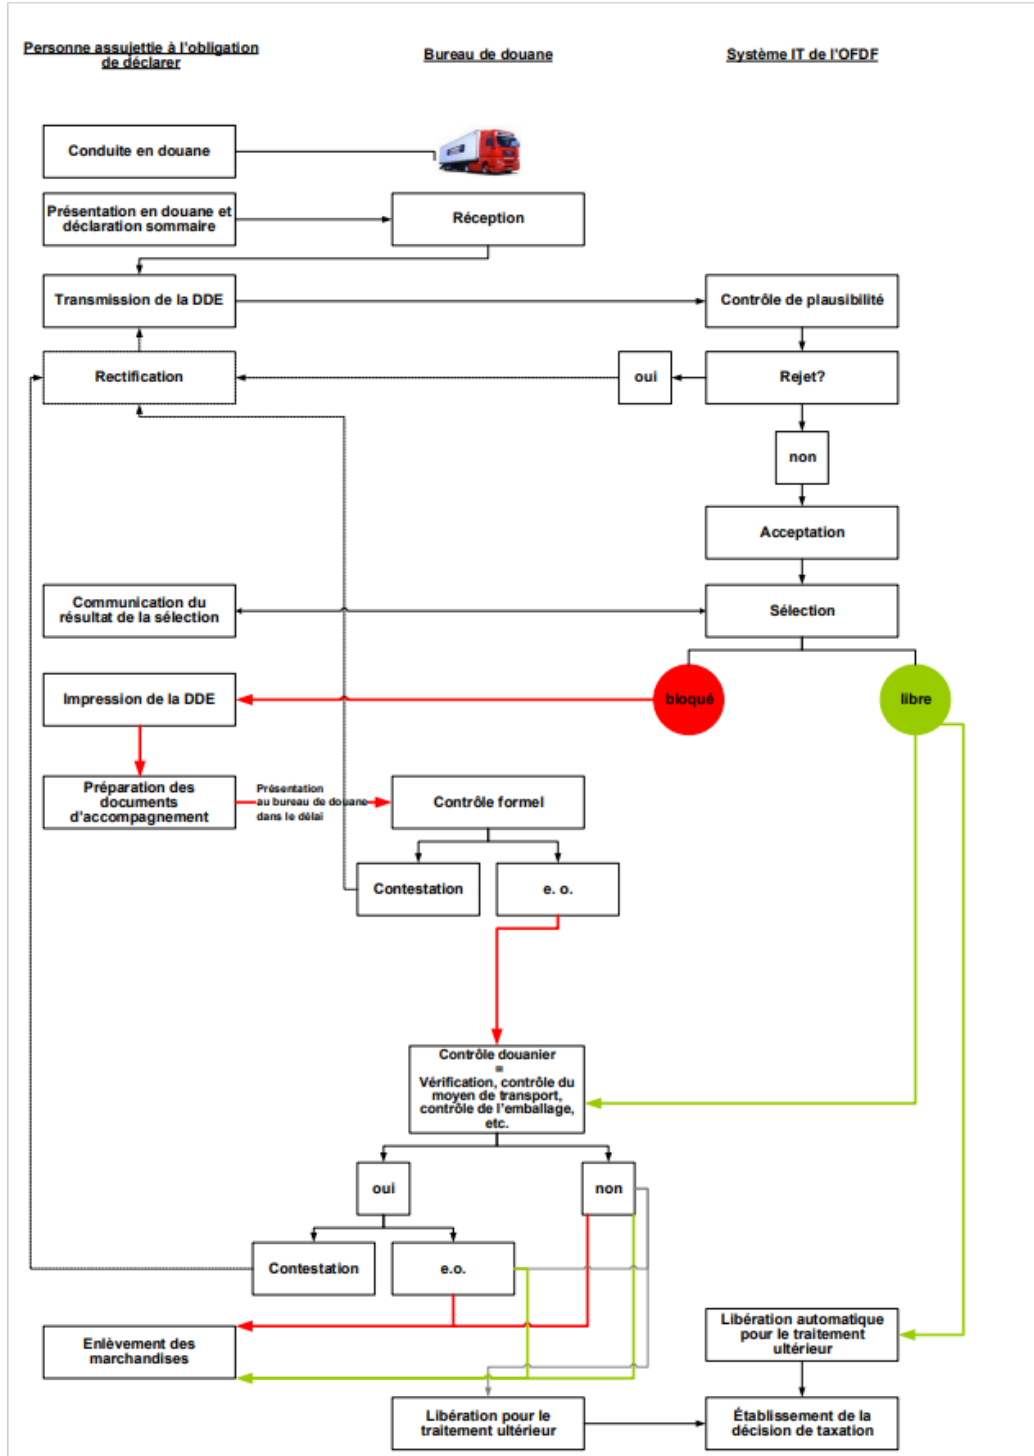 Personne assujettie à l'obligation
de déclarer
Bureau de douane
Système IT de l'OFDF
Conduite en douane
Présentation en douane et
déclaration sommaire
Réception
Transmission de la DDE
Contrôle de plausibilité
Rectification
oui
Rejet?
non
Acceptation
Communication du
résultat de la sélection
Sélection
Impression de la DDE
bloqué
libre
Préparation des
documents
d'accompagnement
Présentation
au bureau de douane
dans le délai
Contrôle formel
Contestation
e. o.
Contrôle douanier
=
Vérification, contrôle du
moyen de transport,
contrôle de l'emballage,
etc.
oui
non
Contestation
e.o.
Enlèvement des
marchandises
Libération automatique
pour le traitement
ultérieur
Libération pour le
traitement ultérieur
Établissement de la
décision de taxation